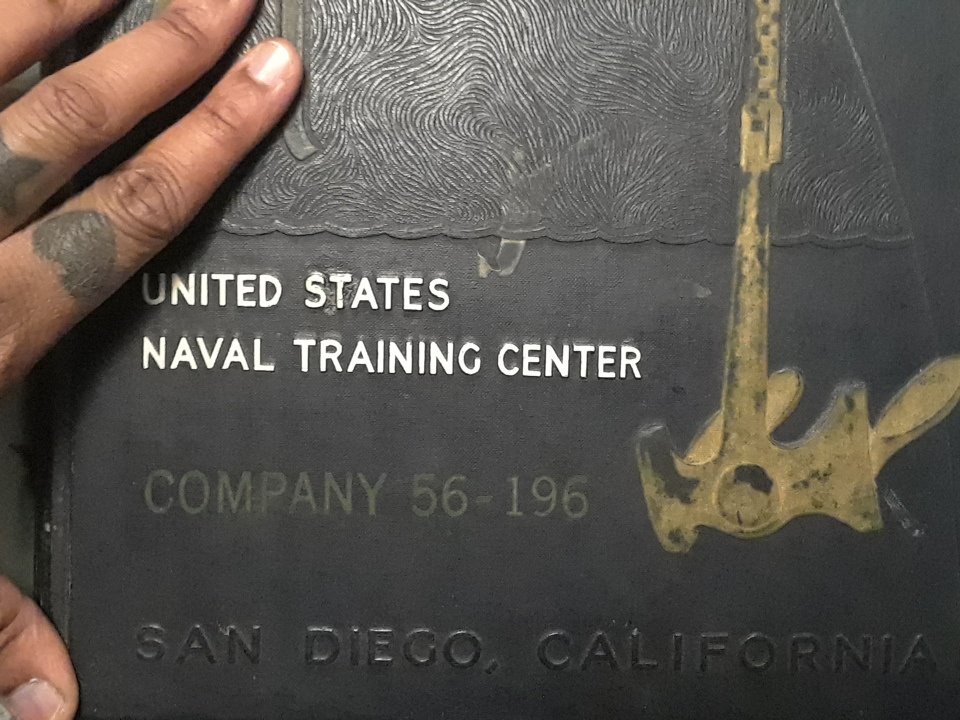 UNITED STATES
NAVAL TRAINING CENTER
COMPANY 56-196
SAN DIEGO, CALIFORNIA